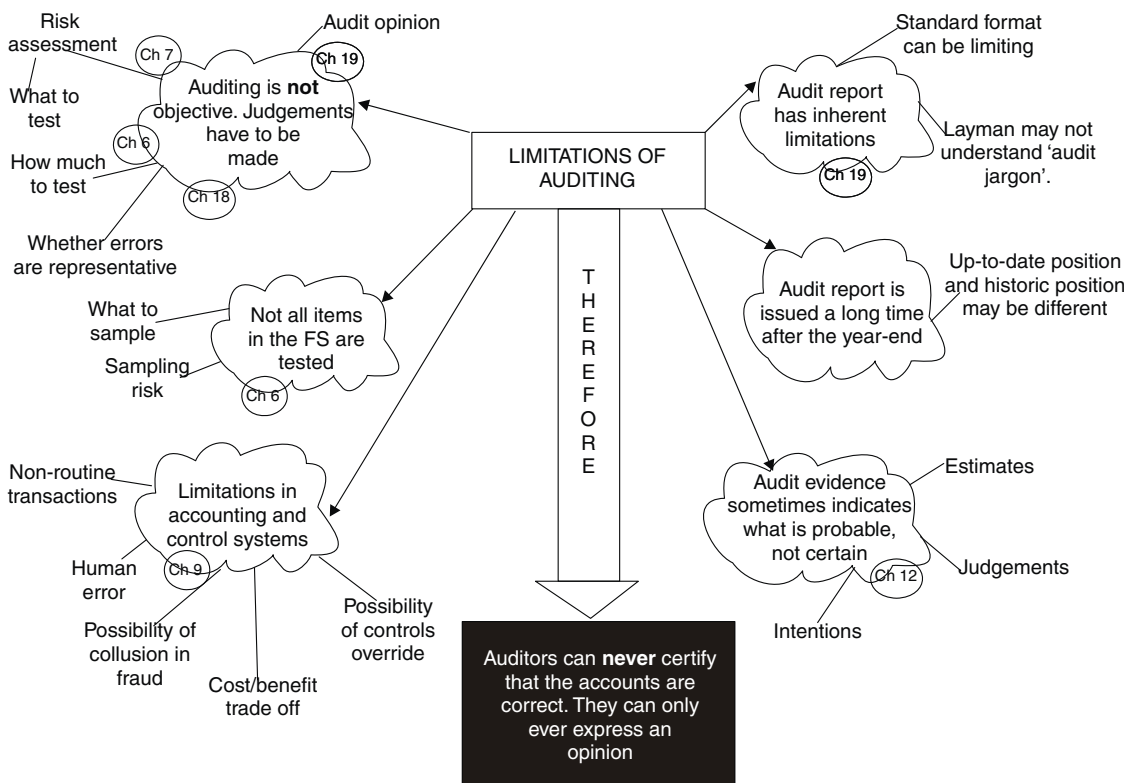 Risk
assessment
Ch 7
Audit opinion
Ch 19
Auditing is not
objective. Judgements
have to be
made
What to
test
Ch 6
How much
to test
Ch 18
Whether errors
are representative
LIMITATIONS OF
AUDITING
Standard format
can be limiting
Audit report
has inherent
limitations
Ch 19
Layman may not
understand ‘audit
jargon’.
What to
sample
Not all items
in the FS are
tested
Sampling
risk
Ch 6
T
H
E
R
E
F
O
R
E
Audit report is
issued a long time
after the year-end
Up-to-date position
and historic position
may be different
Non-routine
transactions
Limitations in
accounting and
control systems
Ch 9
Human
error
Possibility of
collusion in
fraud
Cost/benefit
trade off
Possibility
of controls
override
Audit evidence
sometimes indicates
what is probable,
not certain
Ch 12
Estimates
Judgements
Intentions
Auditors can never certify
that the accounts are
correct. They can only
ever express an
opinion